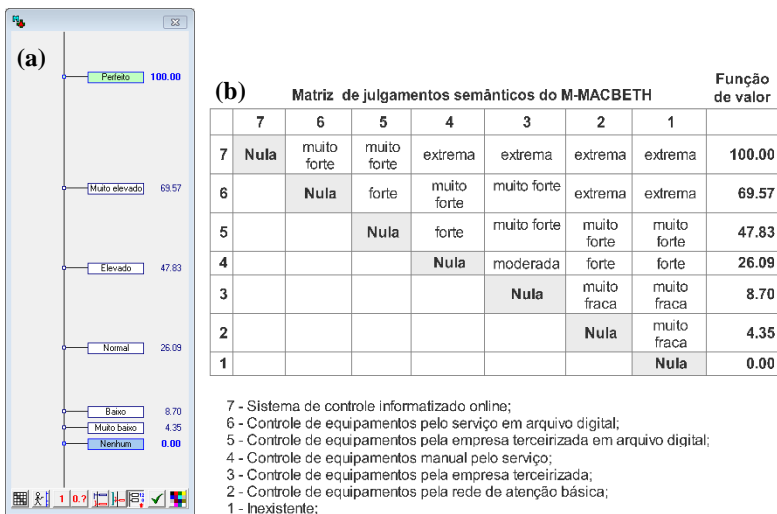 (a)
Perfeito 100.00
Muito elevado 69.57
Elevado 47.83
Normal 26.09
Baixo 8.70
Muito baixo 4.35
Nenhum 0.00
1 0.?
(b) Matriz de julgamentos semânticos do M-MACBETH Função de valor
7 6 5 4 3 2 1
7 Nula muito forte muito forte extrema extrema extrema extrema 100.00
6 Nula forte muito forte muito forte extrema extrema 69.57
5 Nula forte muito forte muito forte muito forte 47.83
4 Nula moderada forte forte 26.09
3 Nula muito fraca muito fraca 8.70
2 Nula muito fraca 4.35
1 Nula 0.00
7 - Sistema de controle informatizado online;
6 - Controle de equipamentos pelo serviço em arquivo digital;
5 - Controle de equipamentos pela empresa terceirizada em arquivo digital;
4 - Controle de equipamentos manual pelo serviço;
3 - Controle de equipamentos pela empresa terceirizada;
2 - Controle de equipamentos pela rede de atenção básica;
1 - Inexistente;